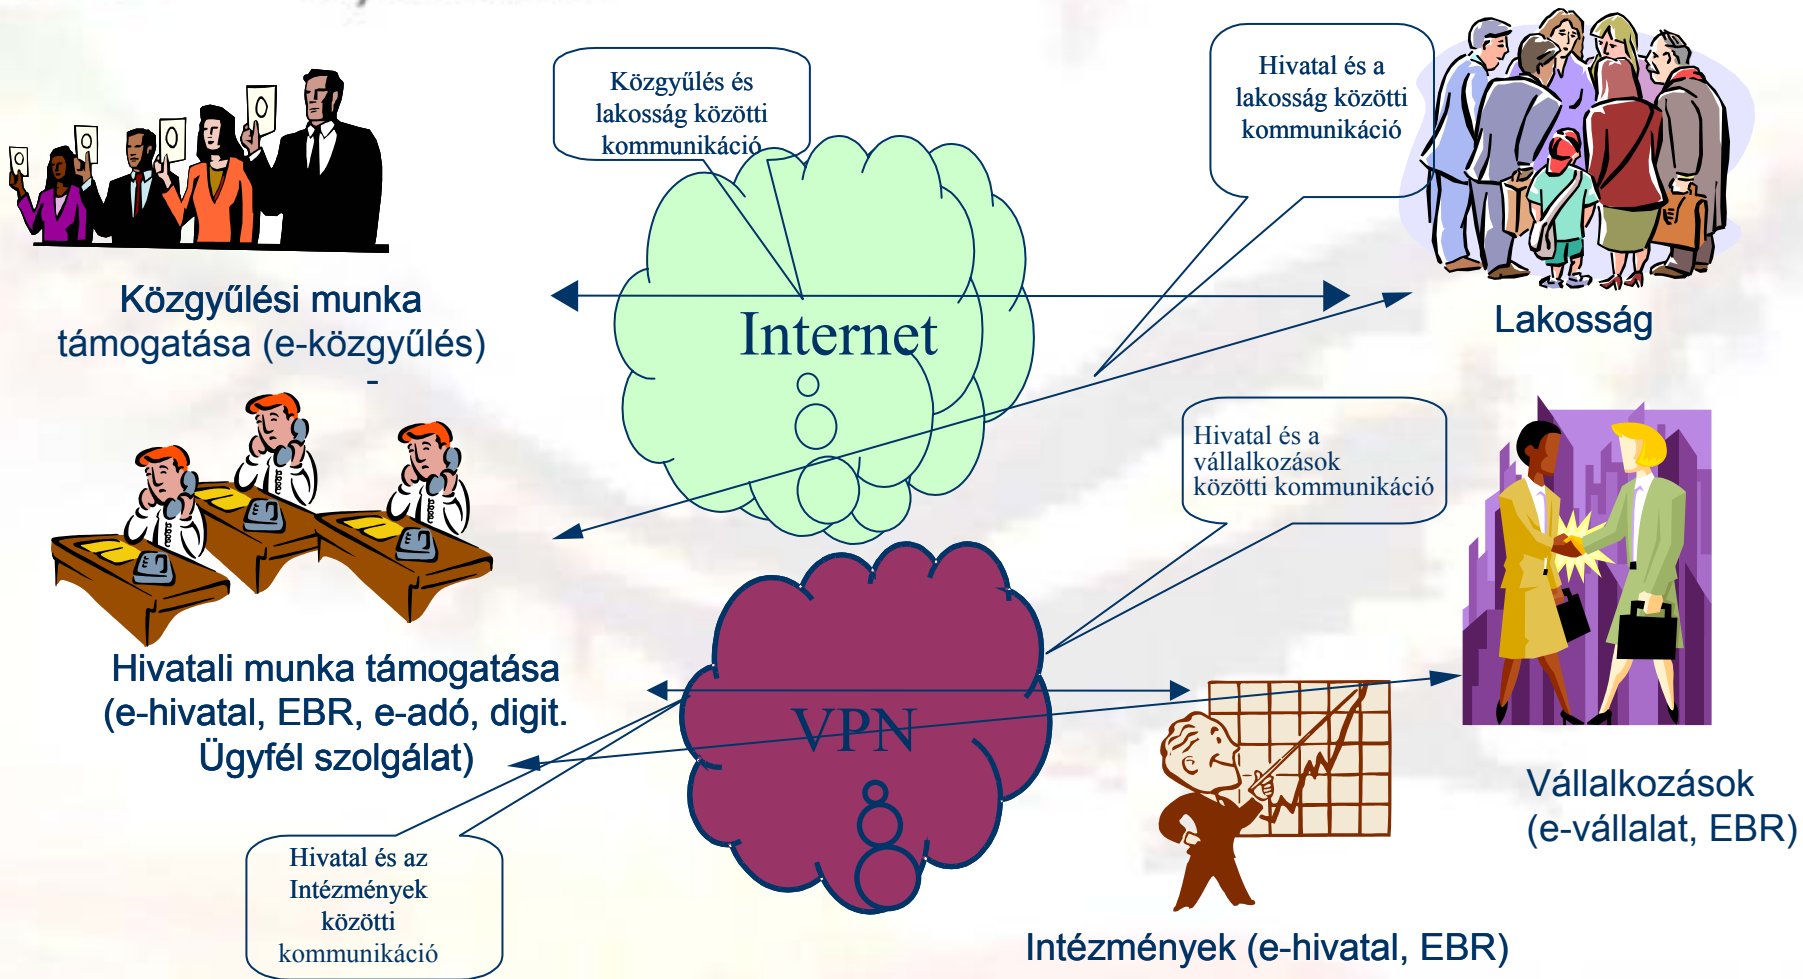 Közgyűlés és
lakosság közötti
kommunikáció
Hivatal és a
lakosság közötti
kommunikáció
Közgyűlési munka
támogatása (e-közgyűlés)
-
Internet
Lakosság
Hivatal és a
vállalkozások
közötti kommunikáció
Hivatali munka támogatása
(e-hivatal, EBR, e-adó, digit.
Ügyfél szolgálat)
VPN
Vállalkozások
(e-vállalat, EBR)
Hivatal és az
Intézmények
közötti
kommunikáció
Intézmények (e-hivatal, EBR)